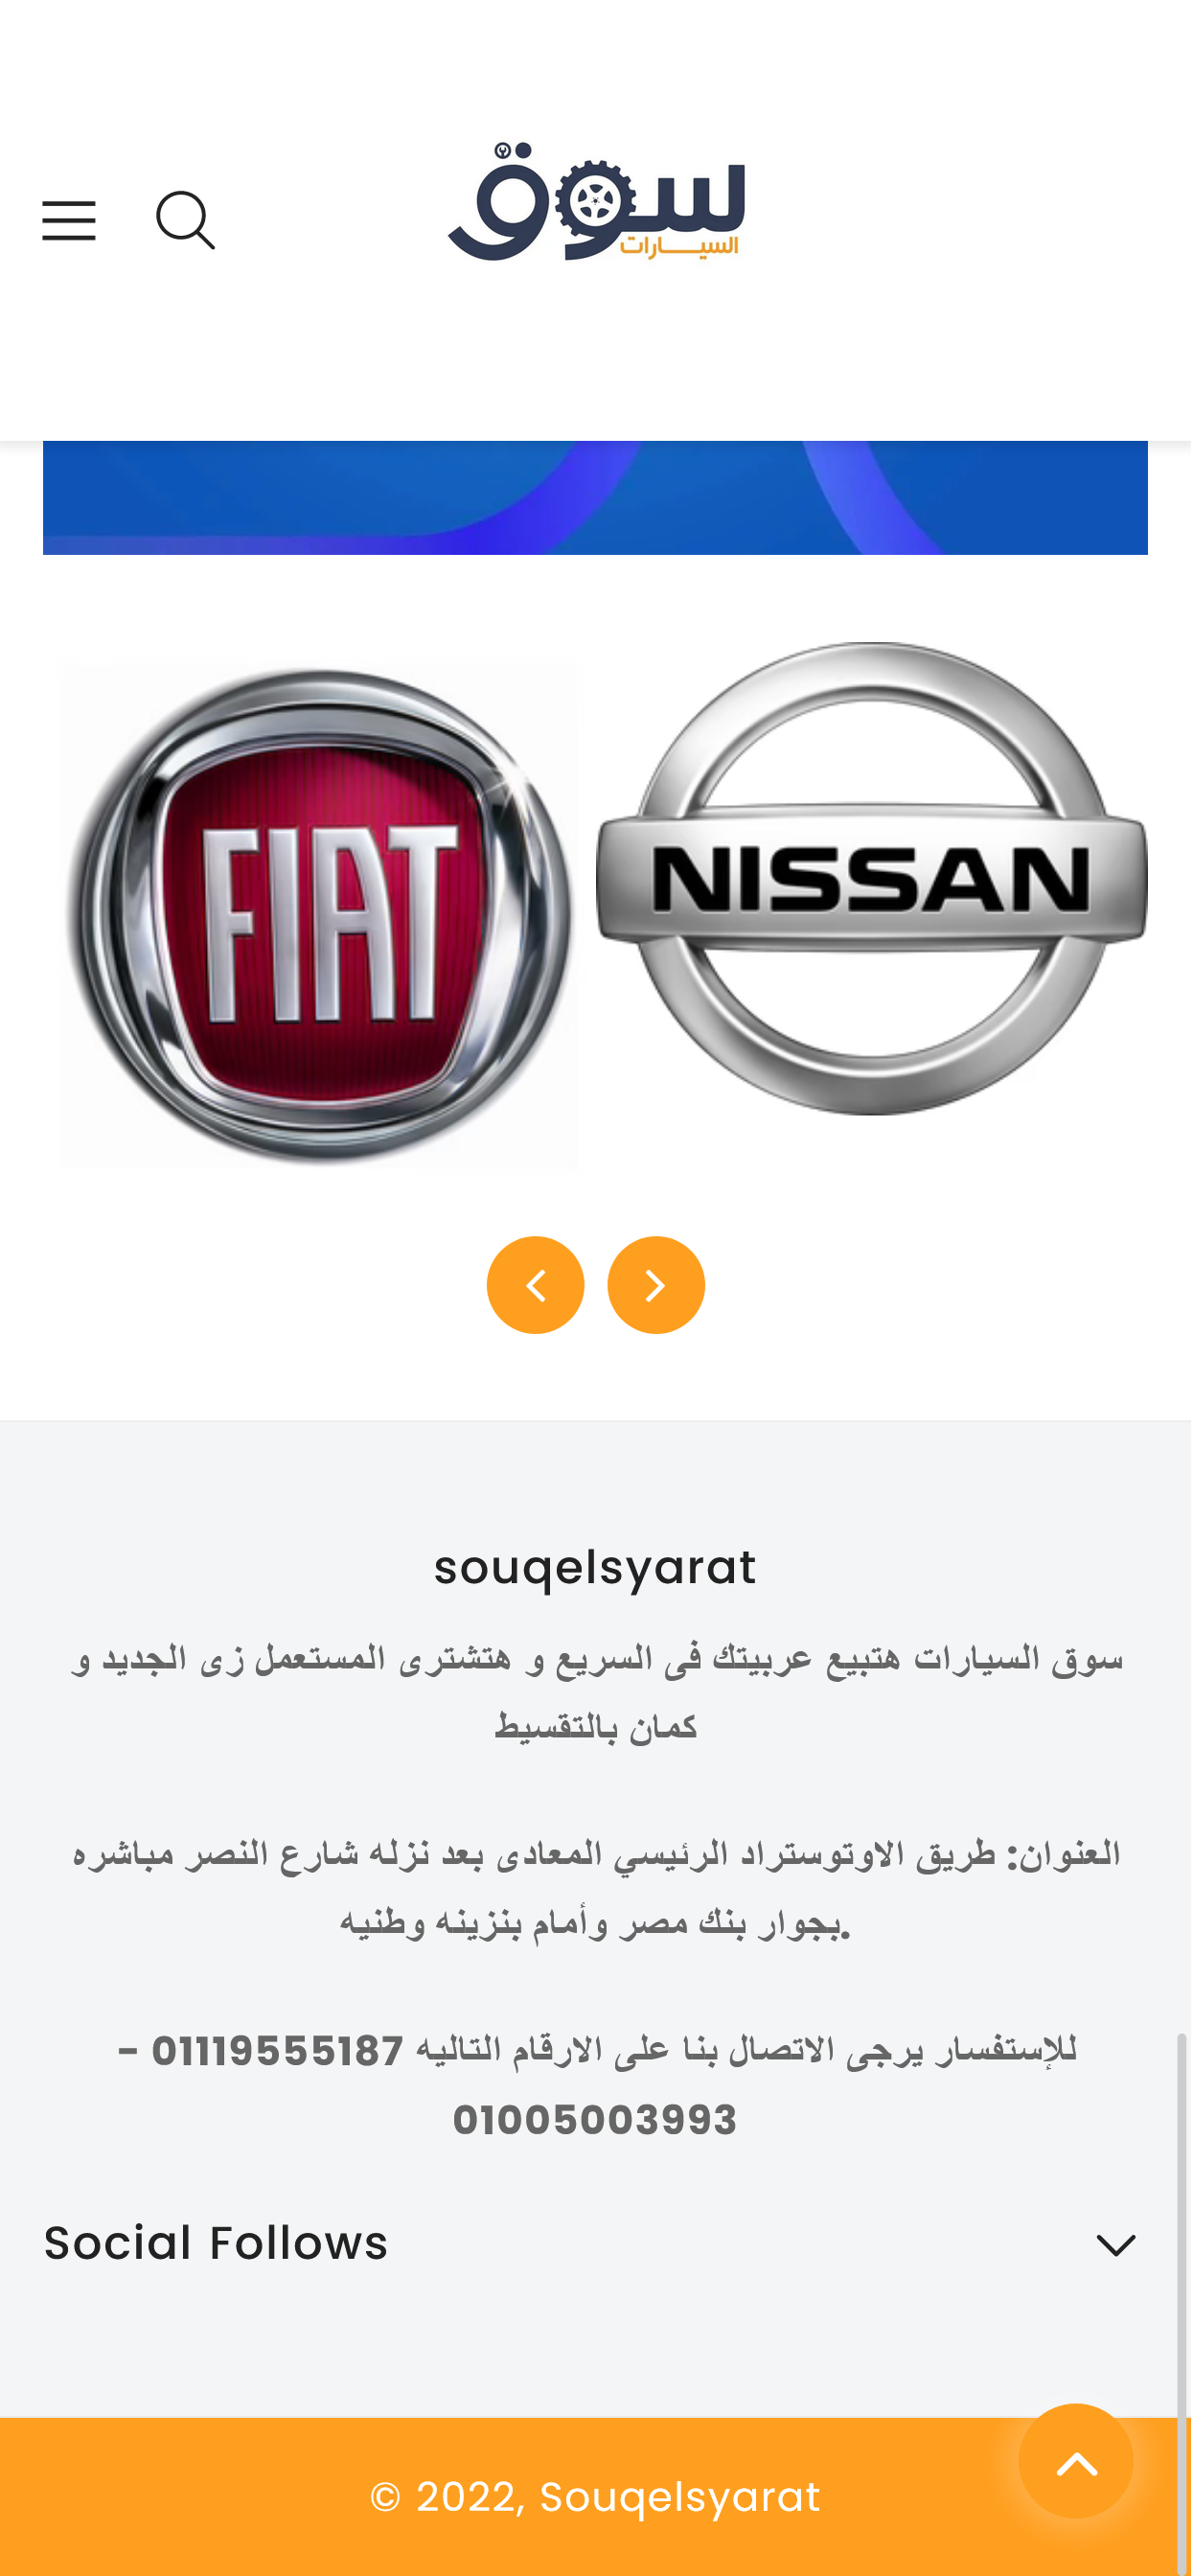 سوق
السيارات
FIAT
NISSAN
souqelsyarat
سوق السيارات هتبيع عربيتك فى السريع و هتشترى المستعمل زى الجديد و
كمان بالتقسيط
العنوان: طريق الاوتوستراد الرئيسي المعادى بعد نزله شارع النصر مباشره
بجوار بنك مصر وأمام بنزينه وطنيه.
للإستفسار يرجى الاتصال بنا على الارقام التاليه 01119555187 -
01005003993
Social Follows
© 2022, Souqelsyarat